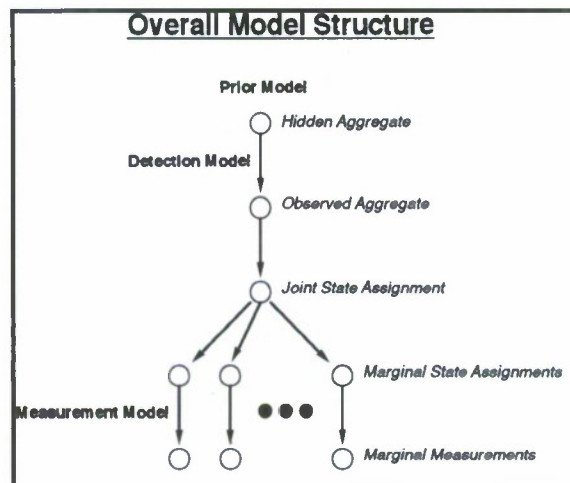 Overall Model Structure
Prior Model
Hidden Aggregate
Detection Model
Observed Aggregate
Joint State Assignment
Marginal State Assignments
Measurement Model
Marginal Measurements